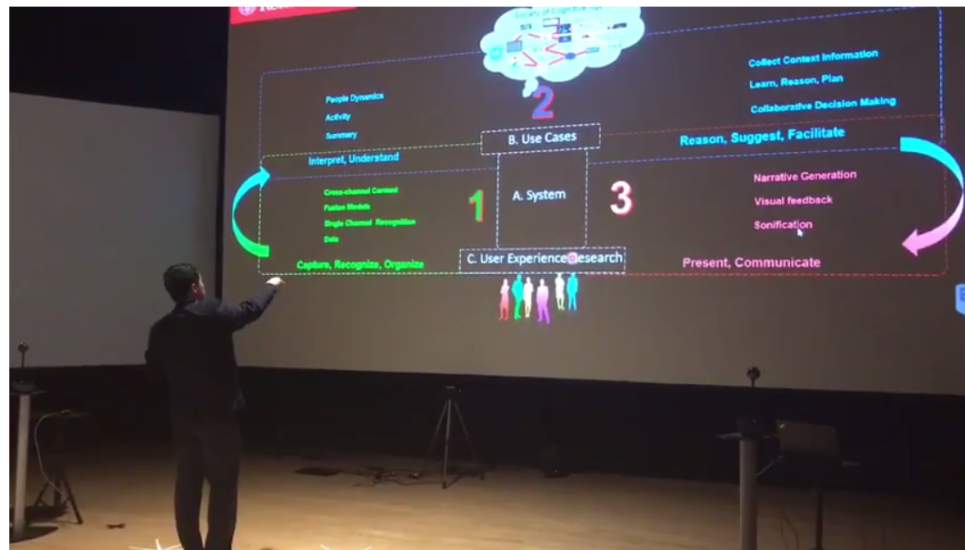 2
People Dynamics
Activity
Summary
Interpret, Understand
Collect Context Information
Learn, Reason, Plan
Collaborative Decision Making
Reason, Suggest, Facilitate
B. Use Cases
A. System
C. User Experience Research
1
Cross-channel Context
Fusion Models
Single Channel Recognition
Data
Capture, Recognize, Organize
3
Narrative Generation
Visual feedback
Sonification
Present, Communicate